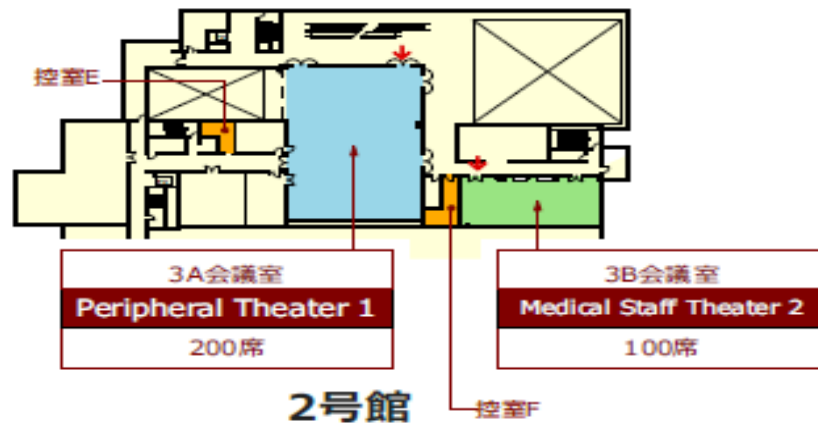 控室E
3A会議室
Peripheral Theater 1
200席
3B会議室
Medical Staff Theater 2
100席
2号館
控室F